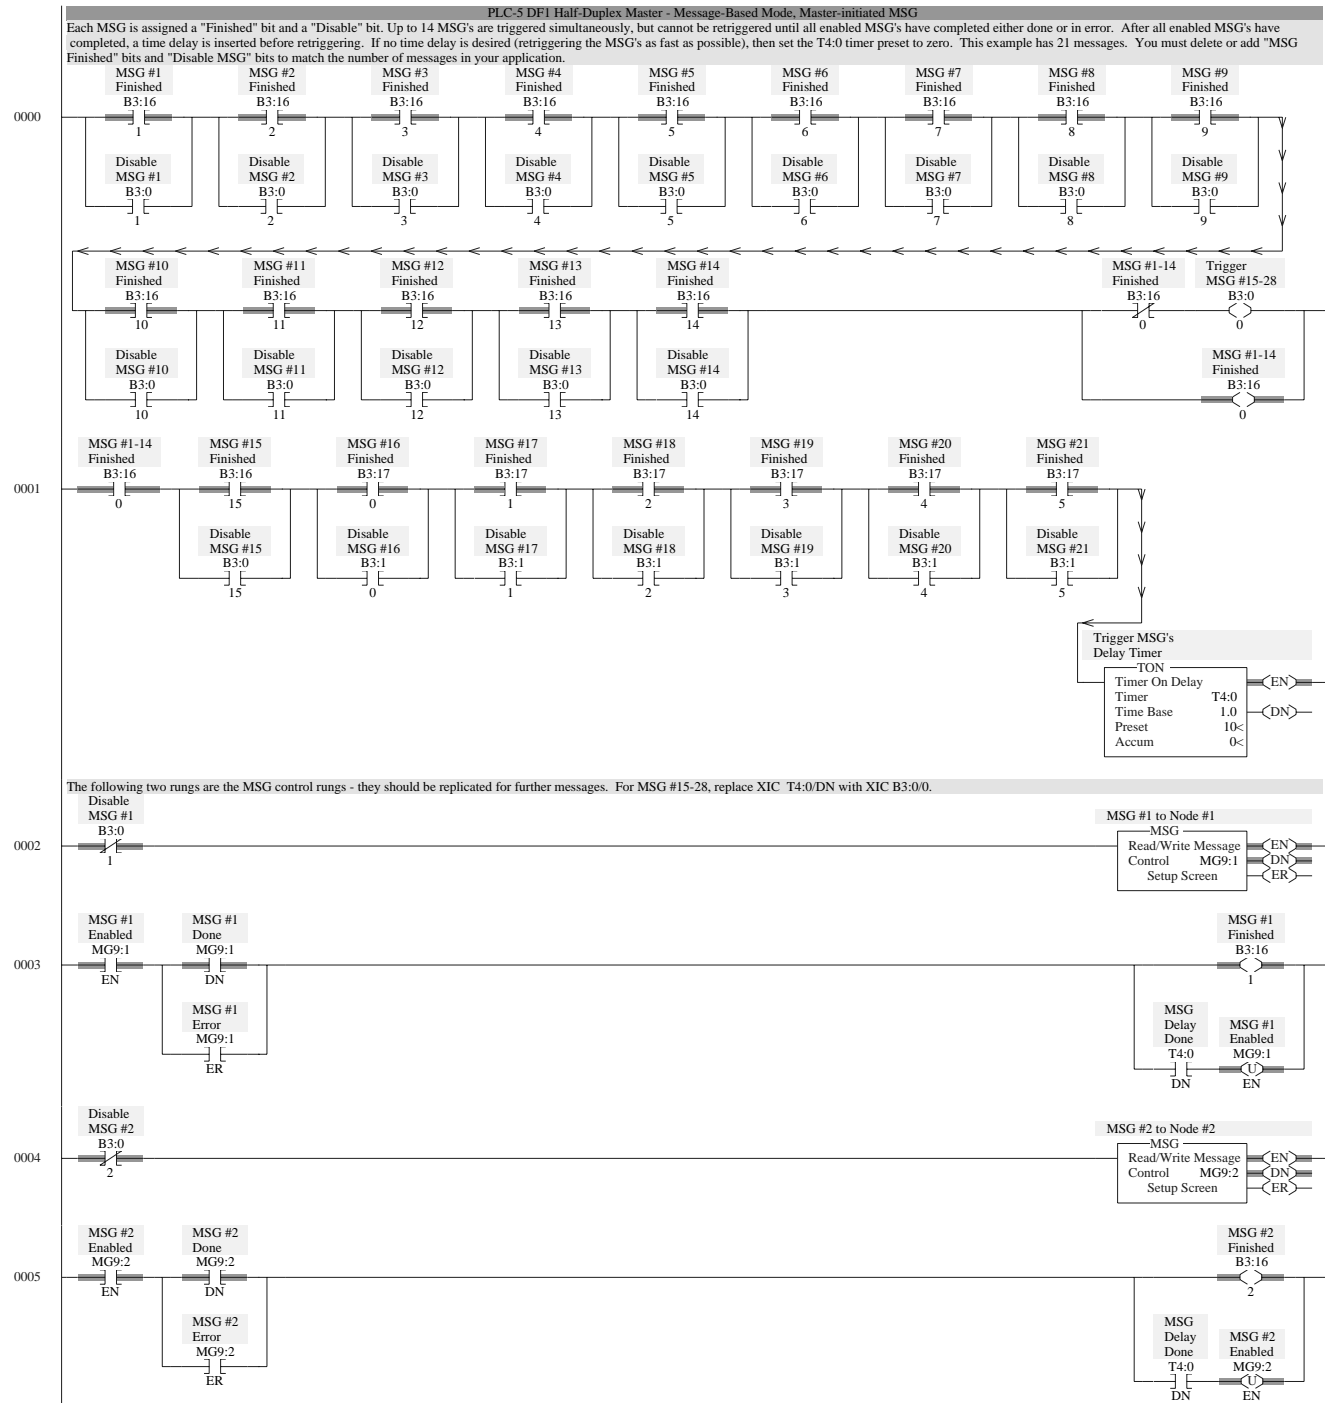 PLC-5 DF1 Half-Duplex Master - Message-Based Mode, Master-initiated MSG
Each MSG is assigned a "Finished" bit and a "Disable" bit. Up to 14 MSG's are triggered simultaneously, but cannot be retriggered until all enabled MSG's have completed either done or in error. After all enabled MSG's have
completed, a time delay is inserted before retriggering. If no time delay is desired (retriggering the MSG's as fast as possible), then set the T4:0 timer preset to zero. This example has 21 messages. You must delete or add "MSG
Finished" bits and "Disable MSG" bits to match the number of messages in your application.
MSG #1 MSG #2 MSG #3 MSG #4 MSG #5 MSG #6 MSG #7 MSG #8 MSG #9
Finished Finished Finished Finished Finished Finished Finished Finished Finished
B3:16 B3:16 B3:16 B3:16 B3:16 B3:16 B3:16 B3:16 B3:16
0000
1 2 3 4 5 6 7 8 9
Disable Disable Disable Disable Disable Disable Disable Disable Disable
MSG #1 MSG #2 MSG #3 MSG #4 MSG #5 MSG #6 MSG #7 MSG #8 MSG #9
B3:0 B3:0 B3:0 B3:0 B3:0 B3:0 B3:0 B3:0 B3:0
1 2 3 4 5 6 7 8 9
MSG #10 MSG #11 MSG #12 MSG #13 MSG #14 MSG #1-14 Trigger
Finished Finished Finished Finished Finished Finished MSG #15-28
B3:16 B3:16 B3:16 B3:16 B3:16 B3:16 B3:0
10 11 12 13 14 0 0
Disable Disable Disable Disable Disable MSG #1-14
MSG #10 MSG #11 MSG #12 MSG #13 MSG #14 Finished
B3:0 B3:0 B3:0 B3:0 B3:0 B3:16
10 11 12 13 14 0
MSG #1-14 MSG #15 MSG #16 MSG #17 MSG #18 MSG #19 MSG #20 MSG #21
Finished Finished Finished Finished Finished Finished Finished Finished
B3:16 B3:16 B3:17 B3:17 B3:17 B3:17 B3:17 B3:17
0001
0 15 0 1 2 3 4 5
Disable Disable Disable Disable Disable Disable Disable
MSG #15 MSG #16 MSG #17 MSG #18 MSG #19 MSG #20 MSG #21
B3:0 B3:1 B3:1 B3:1 B3:1 B3:1 B3:1
15 0 1 2 3 4 5
Trigger MSG's
Delay Timer
TON
Timer On Delay EN
Timer T4:0
Time Base 1.0 DN
Preset 10<
Accum 0<
The following two rungs are the MSG control rungs - they should be replicated for further messages. For MSG #15-28, replace XIC T4:0/DN with XIC B3:0/0.
Disable
MSG #1 MSG #1 to Node #1
B3:0 MSG
0002 Read/Write Message EN
1 Control MG9:1 DN
Setup Screen ER
MSG #1 MSG #1 MSG #1
Enabled Done Finished
MG9:1 MG9:1 B3:16
0003
EN DN 1
MSG #1 MSG
Error Delay MSG #1
MG9:1 Done Enabled
T4:0 MG9:1
ER U
DN EN
Disable
MSG #2 MSG #2 to Node #2
B3:0 MSG
0004 Read/Write Message EN
2 Control MG9:2 DN
Setup Screen ER
MSG #2 MSG #2 MSG #2
Enabled Done Finished
MG9:2 MG9:2 B3:16
0005
EN DN 2
MSG #2 MSG
Error Delay MSG #2
MG9:2 Done Enabled
T4:0 MG9:2
ER U
DN EN